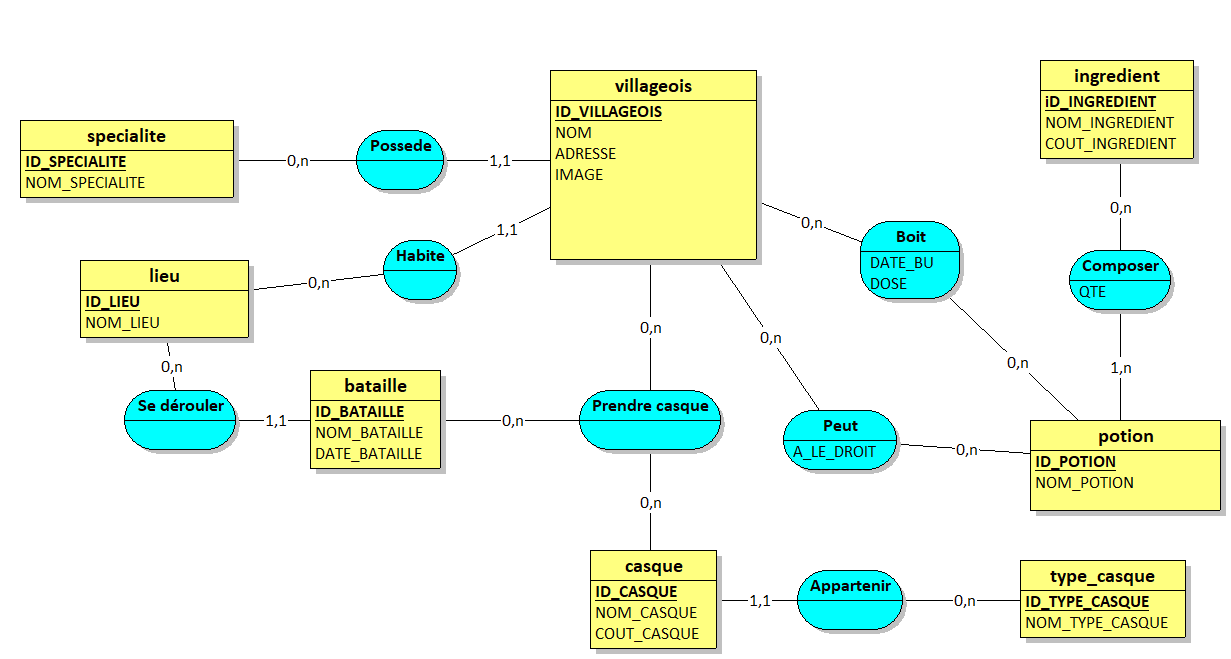 villageois
ID_VILLAGEOIS
NOM
ADRESSE
IMAGE
ingredient
iD_INGREDIENT
NOM_INGREDIENT
COUT_INGREDIENT
specialite
ID_SPECIALITE
NOM_SPECIALITE
0,n
Possede
1,1
0,n
1,1
Habite
0,n
0,n
Boit
DATE_BU
DOSE
Composer
QTE
lieu
ID_LIEU
NOM_LIEU
0,n
0,n
0,n
0,n
1,n
Se dérouler
1,1
bataille
ID_BATAILLE
NOM_BATAILLE
DATE_BATAILLE
0,n
Prendre casque
Peut
A_LE_DROIT
0,n
potion
ID_POTION
NOM_POTION
0,n
casque
ID_CASQUE
NOM_CASQUE
COUT_CASQUE
1,1
Appartenir
0,n
type_casque
ID_TYPE_CASQUE
NOM_TYPE_CASQUE